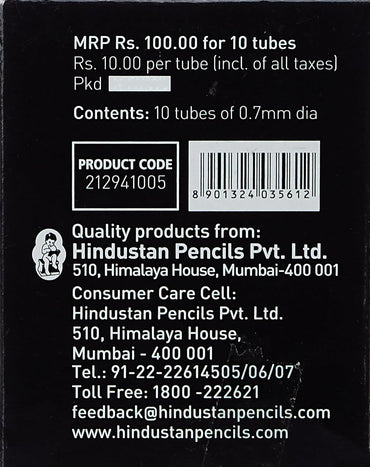 MRP Rs. 100.00 for 10 tubes
Rs. 10.00 per tube (incl. of all taxes)
Pkd
Contents: 10 tubes of 0.7mm dia
PRODUCT CODE
212941005
8 901324 035612
Quality products from:
Hindustan Pencils Pvt. Ltd.
510, Himalaya House, Mumbai-400 001
Consumer Care Cell:
Hindustan Pencils Pvt. Ltd.
510, Himalaya House,
Mumbai - 400 001
Tel.: 91-22-22614505/06/07
Toll Free: 1800 -222621
feedback@hindustanpencils.com
www.hindustanpencils.com